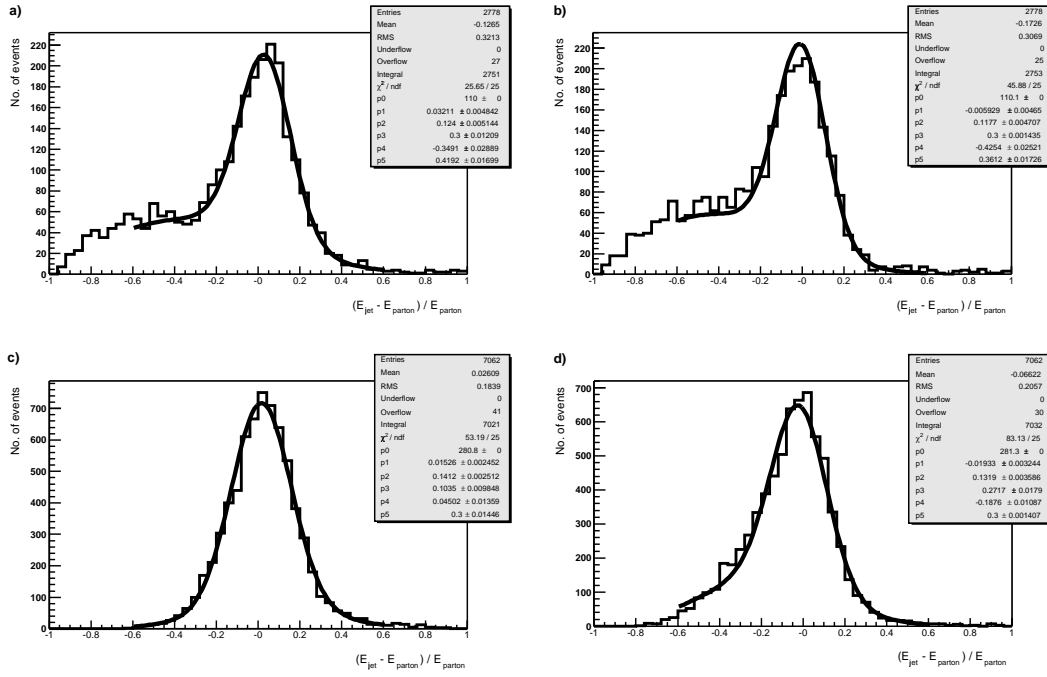 a)
Entries 2778
Mean -0.1265
RMS 0.3213
Underflow 0
Overflow 27
Integral 2751
χ² / ndf 25.65 / 25
p0 110 ± 0
p1 0.03211 ± 0.004842
p2 0.124 ± 0.005144
p3 0.3 ± 0.01209
p4 -0.3491 ± 0.02889
p5 0.4192 ± 0.01699
No. of events
220
200
180
160
140
120
100
80
60
40
20
0
-1 -0.8 -0.6 -0.4 -0.2 -0 0.2 0.4 0.6 0.8 1
(E_jet - E_parton) / E_parton
b)
Entries 2778
Mean -0.1726
RMS 0.3069
Underflow 0
Overflow 25
Integral 2753
χ² / ndf 45.88 / 25
p0 110.1 ± 0
p1 -0.005929 ± 0.00465
p2 0.1177 ± 0.004707
p3 0.3 ± 0.001435
p4 -0.4254 ± 0.02521
p5 0.3612 ± 0.01726
No. of events
220
200
180
160
140
120
100
80
60
40
20
0
-1 -0.8 -0.6 -0.4 -0.2 -0 0.2 0.4 0.6 0.8 1
(E_jet - E_parton) / E_parton
c)
Entries 7062
Mean 0.02609
RMS 0.1839
Underflow 0
Overflow 41
Integral 7021
χ² / ndf 53.19 / 25
p0 280.8 ± 0
p1 0.01526 ± 0.002452
p2 0.1412 ± 0.002512
p3 0.1035 ± 0.009848
p4 0.04502 ± 0.01359
p5 0.3 ± 0.01446
No. of events
700
600
500
400
300
200
100
0
-1 -0.8 -0.6 -0.4 -0.2 -0 0.2 0.4 0.6 0.8 1
(E_jet - E_parton) / E_parton
d)
Entries 7062
Mean -0.06622
RMS 0.2057
Underflow 0
Overflow 30
Integral 7032
χ² / ndf 83.13 / 25
p0 281.3 ± 0
p1 -0.01933 ± 0.003244
p2 0.1319 ± 0.003586
p3 0.2717 ± 0.0179
p4 -0.1876 ± 0.01087
p5 0.3 ± 0.001407
No. of events
700
600
500
400
300
200
100
0
-1 -0.8 -0.6 -0.4 -0.2 -0 0.2 0.4 0.6 0.8 1
(E_jet - E_parton) / E_parton